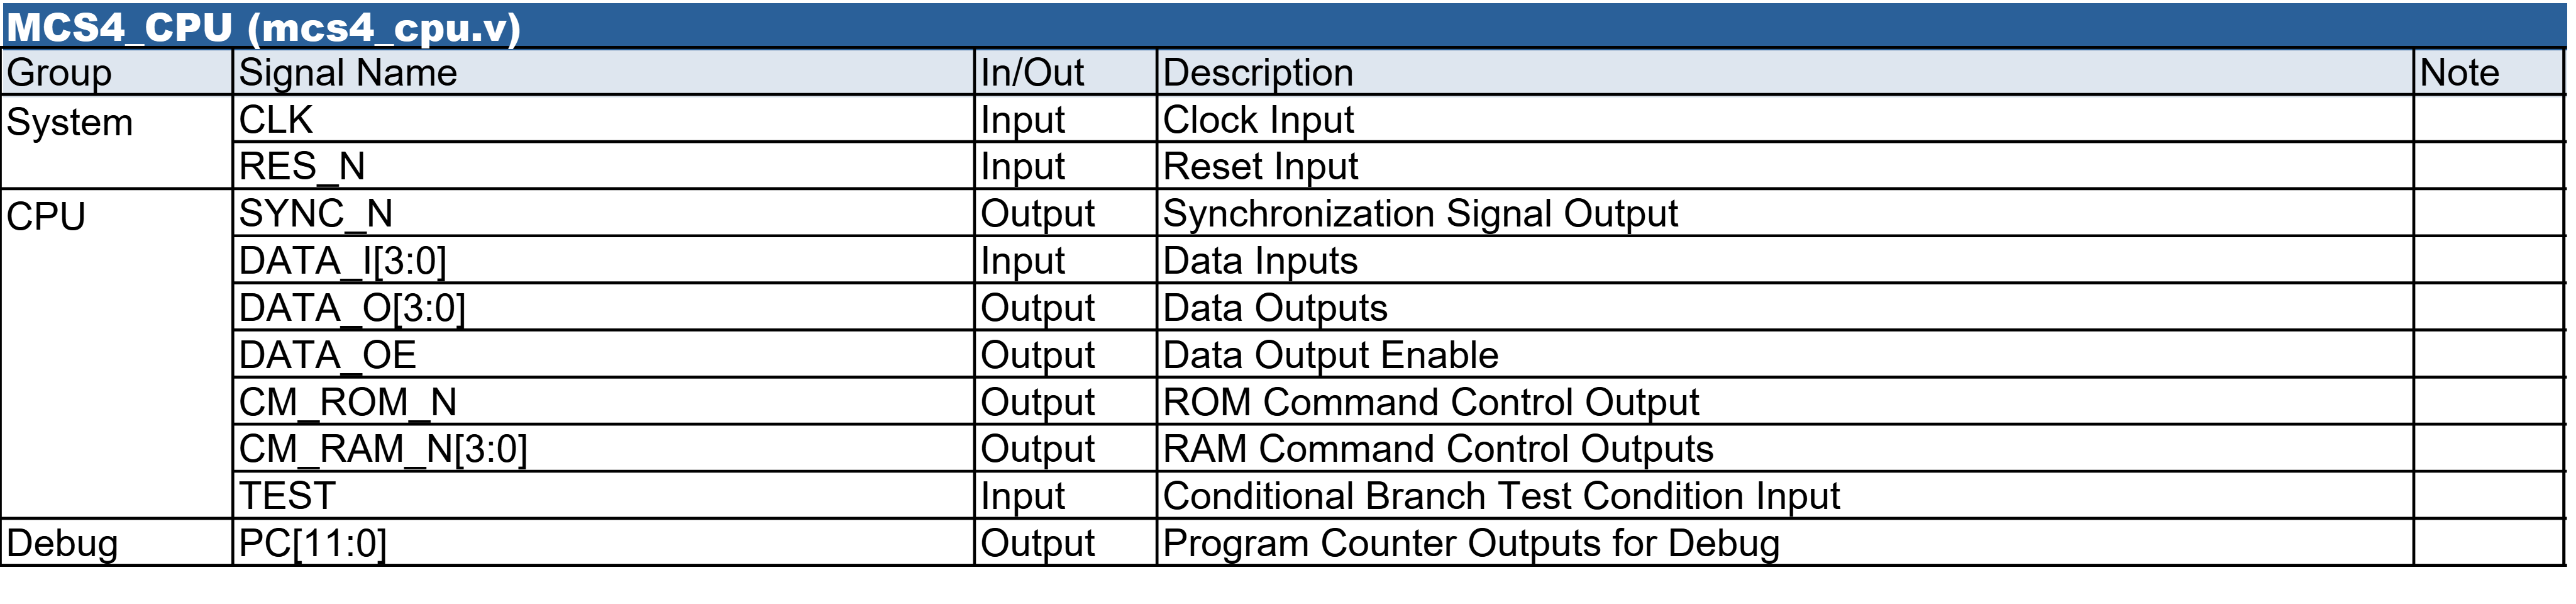 MCS4_CPU (mcs4_cpu.v)
Group Signal Name In/Out Description Note
System CLK Input Clock Input
RES_N Input Reset Input
CPU SYNC_N Output Synchronization Signal Output
DATA_I[3:0] Input Data Inputs
DATA_O[3:0] Output Data Outputs
DATA_OE Output Data Output Enable
CM_ROM_N Output ROM Command Control Output
CM_RAM_N[3:0] Output RAM Command Control Outputs
TEST Input Conditional Branch Test Condition Input
Debug PC[11:0] Output Program Counter Outputs for Debug